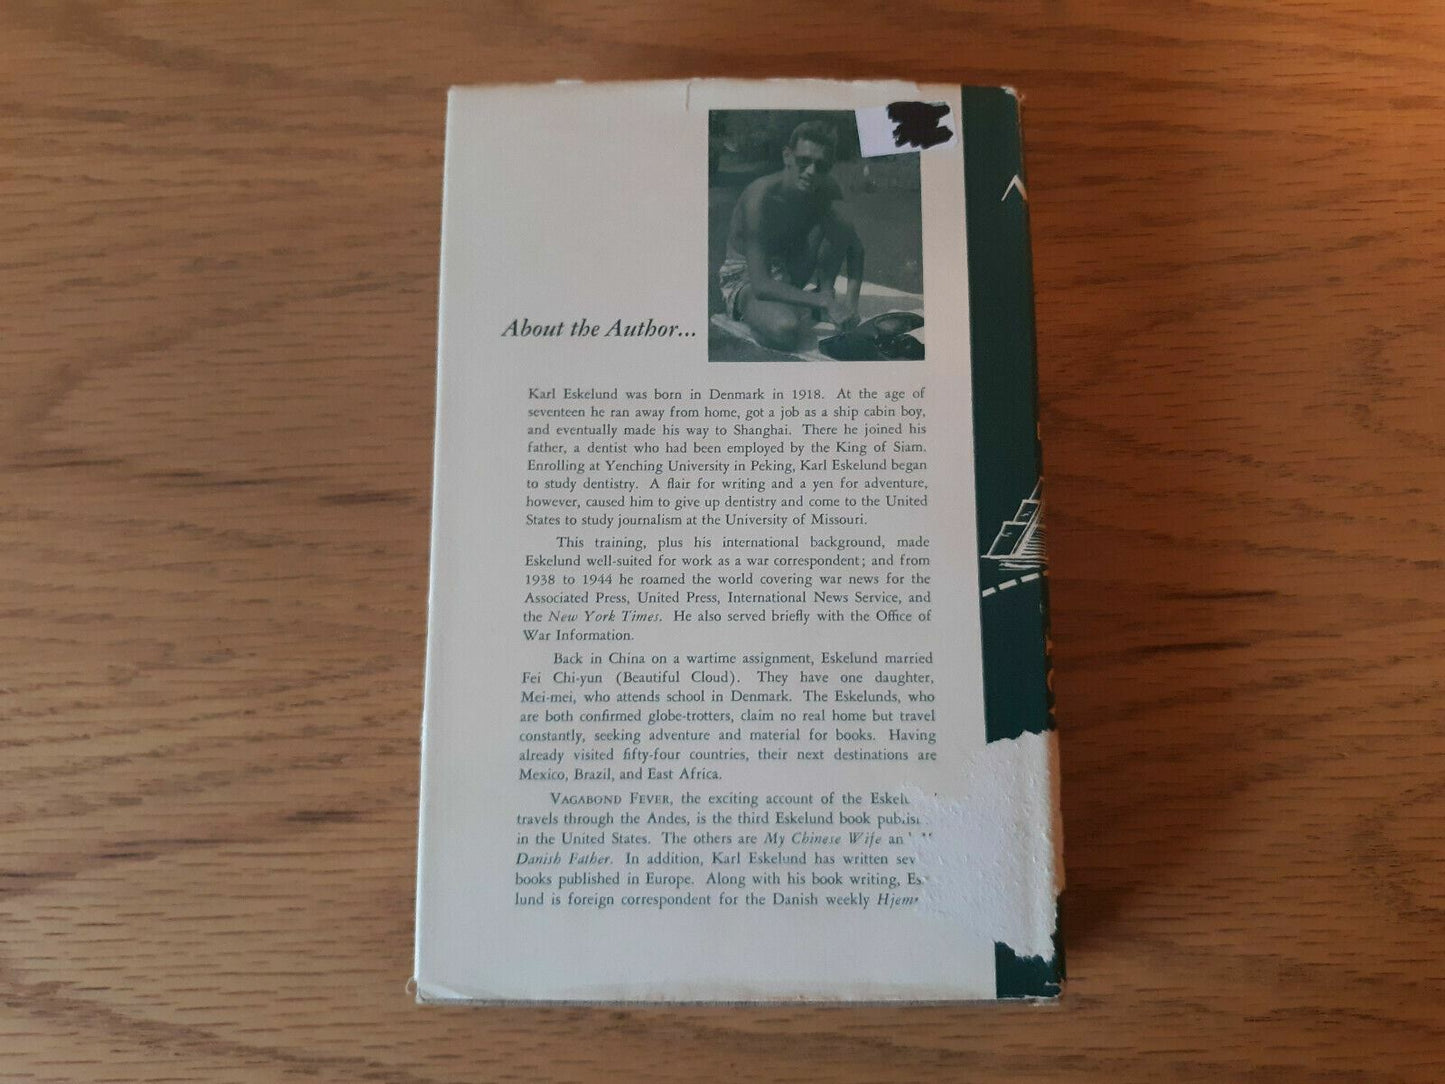 About the Author...
Karl Eskelund was born in Denmark in 1918. At the age of
seventeen he ran away from home, got a job as a ship cabin boy,
and eventually made his way to Shanghai. There he joined his
father, a dentist who had been employed by the King of Siam.
Enrolling at Yenching University in Peking, Karl Eskelund began
to study dentistry. A flair for writing and a yen for adventure,
however, caused him to give up dentistry and come to the United
States to study journalism at the University of Missouri.
This training, plus his international background, made
Eskelund well-suited for work as a war correspondent; and from
1938 to 1944 he roamed the world covering war news for the
Associated Press, United Press, International News Service, and
the New York Times. He also served briefly with the Office of
War Information.
Back in China on a wartime assignment, Eskelund married
Fei Chi-yun (Beautiful Cloud). They have one daughter,
Mei-mei, who attends school in Denmark. The Eskelunds, who
are both confirmed globe-trotters, claim no real home but travel
constantly, seeking adventure and material for books. Having
already visited fifty-four countries, their next destinations are
Mexico, Brazil, and East Africa.
VAGABOND FEVER, the exciting account of the
travels through the Andes, is the third Eskelund book
in the United States. The others are My Chinese Wife
Danish Father. In addition, Karl Eskelund has written
books published in Europe. Along with his book writing,
lund is foreign correspondent for the Danish weekly